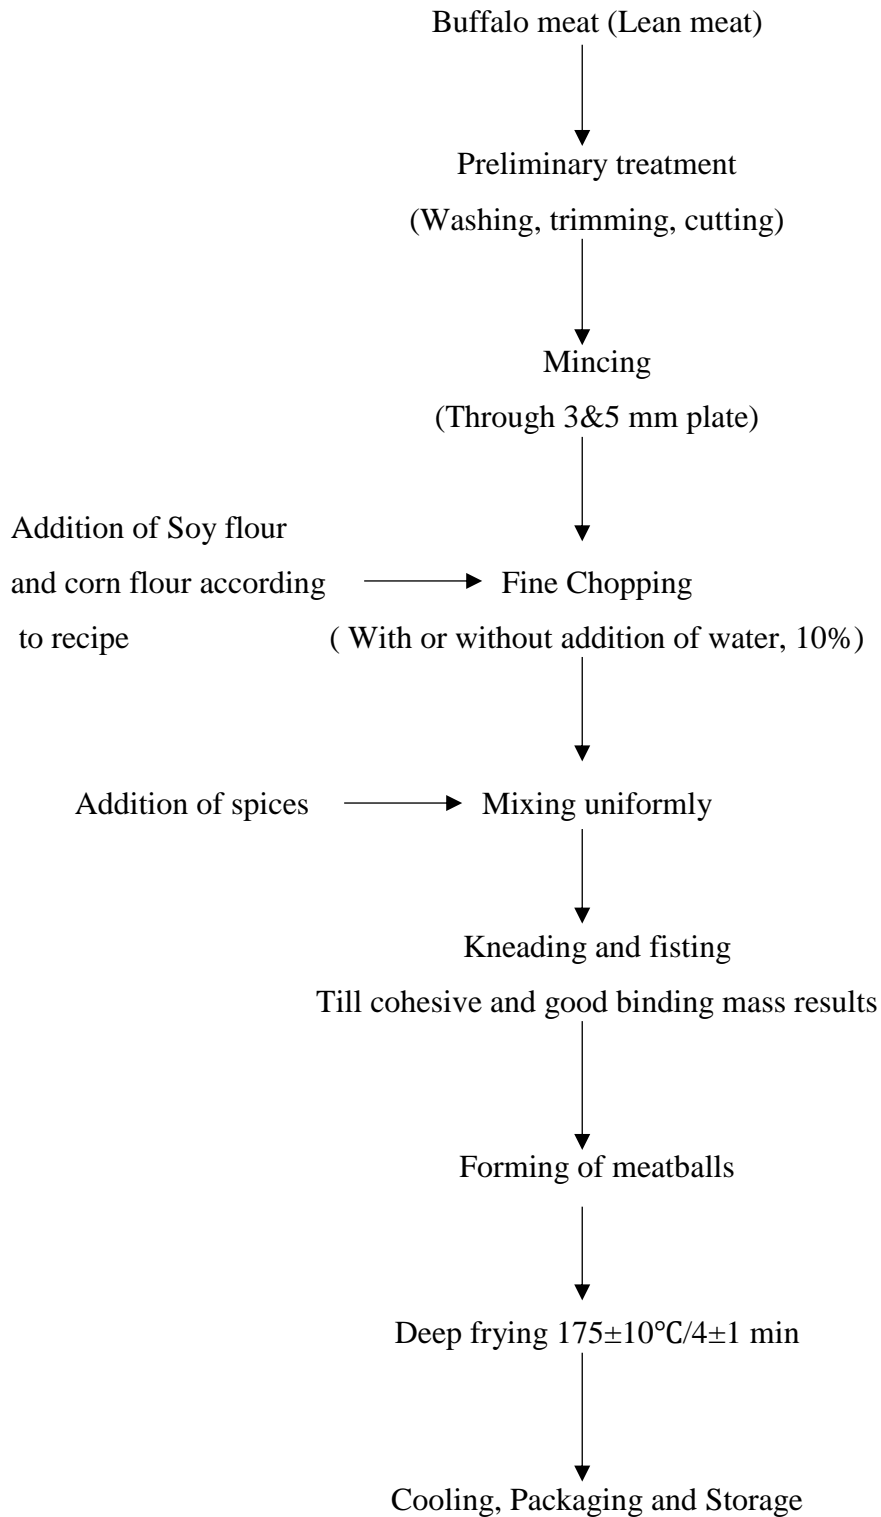 Buffalo meat (Lean meat)
Preliminary treatment
(Washing, trimming, cutting)
Mincing
(Through 3&5 mm plate)
Addition of Soy flour
and corn flour according
to recipe
Fine Chopping
( With or without addition of water, 10%)
Addition of spices
Mixing uniformly
Kneading and fisting
Till cohesive and good binding mass results
Forming of meatballs
Deep frying 175±10℃/4±1 min
Cooling, Packaging and Storage